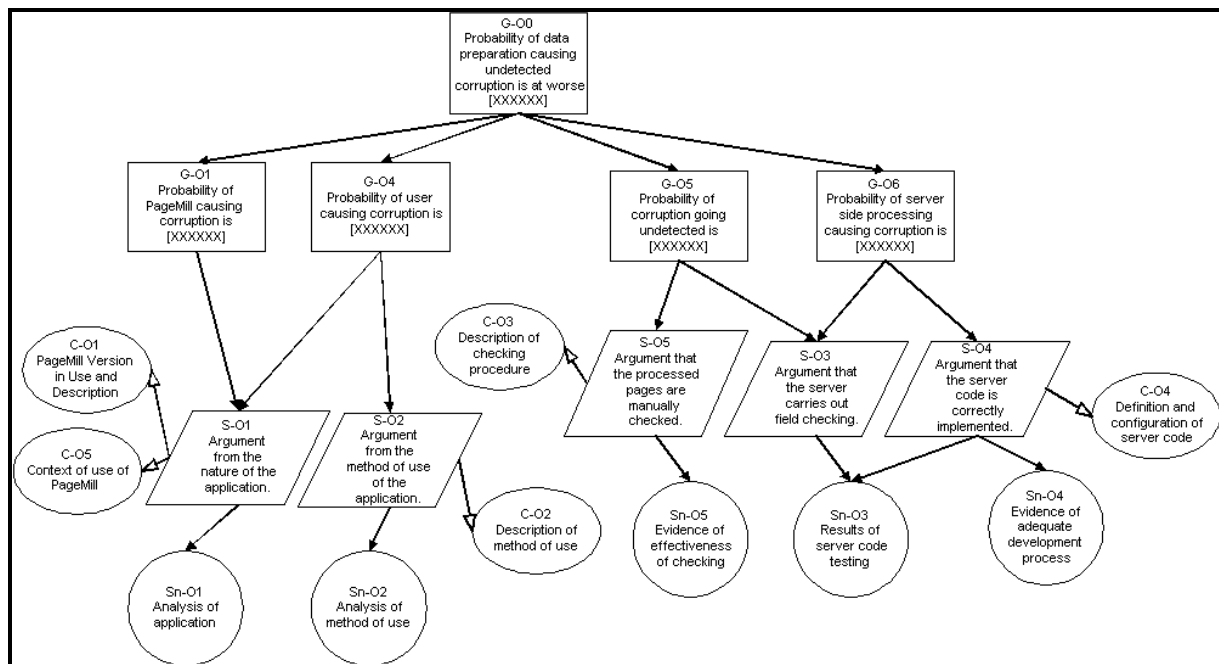 G-O0
Probability of data
preparation causing
undetected
corruption is at worse
[XXXXXX]
G-O1
Probability of
PageMill causing
corruption is
[XXXXXX]
G-O4
Probability of user
causing corruption is
[XXXXXX]
G-O5
Probability of
corruption going
undetected is
[XXXXXX]
G-O6
Probability of server
side processing
causing corruption is
[XXXXXX]
C-O1
PageMill Version
in Use and
Description
C-O5
Context of use of
PageMill
S-O1
Argument
from the
nature of the
application.
S-O2
Argument
from the
method of use
of the
application.
C-O3
Description of
checking
procedure
S-O5
Argument that
the processed
pages are
manually
checked.
S-O3
Argument that
the server
carries out
field checking.
S-O4
Argument that
the server
code is
correctly
implemented.
C-O4
Definition and
configuration of
server code
C-O2
Description of
method of use
Sn-O1
Analysis of
application
Sn-O2
Analysis of
method of use
Sn-O5
Evidence of
effectiveness
of checking
Sn-O3
Results of
server code
testing
Sn-O4
Evidence of
adequate
development
process